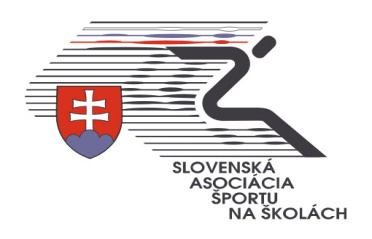 SLOVENSKÁ
ASOCIÁCIA
ŠPORTU
NA ŠKOLÁCH